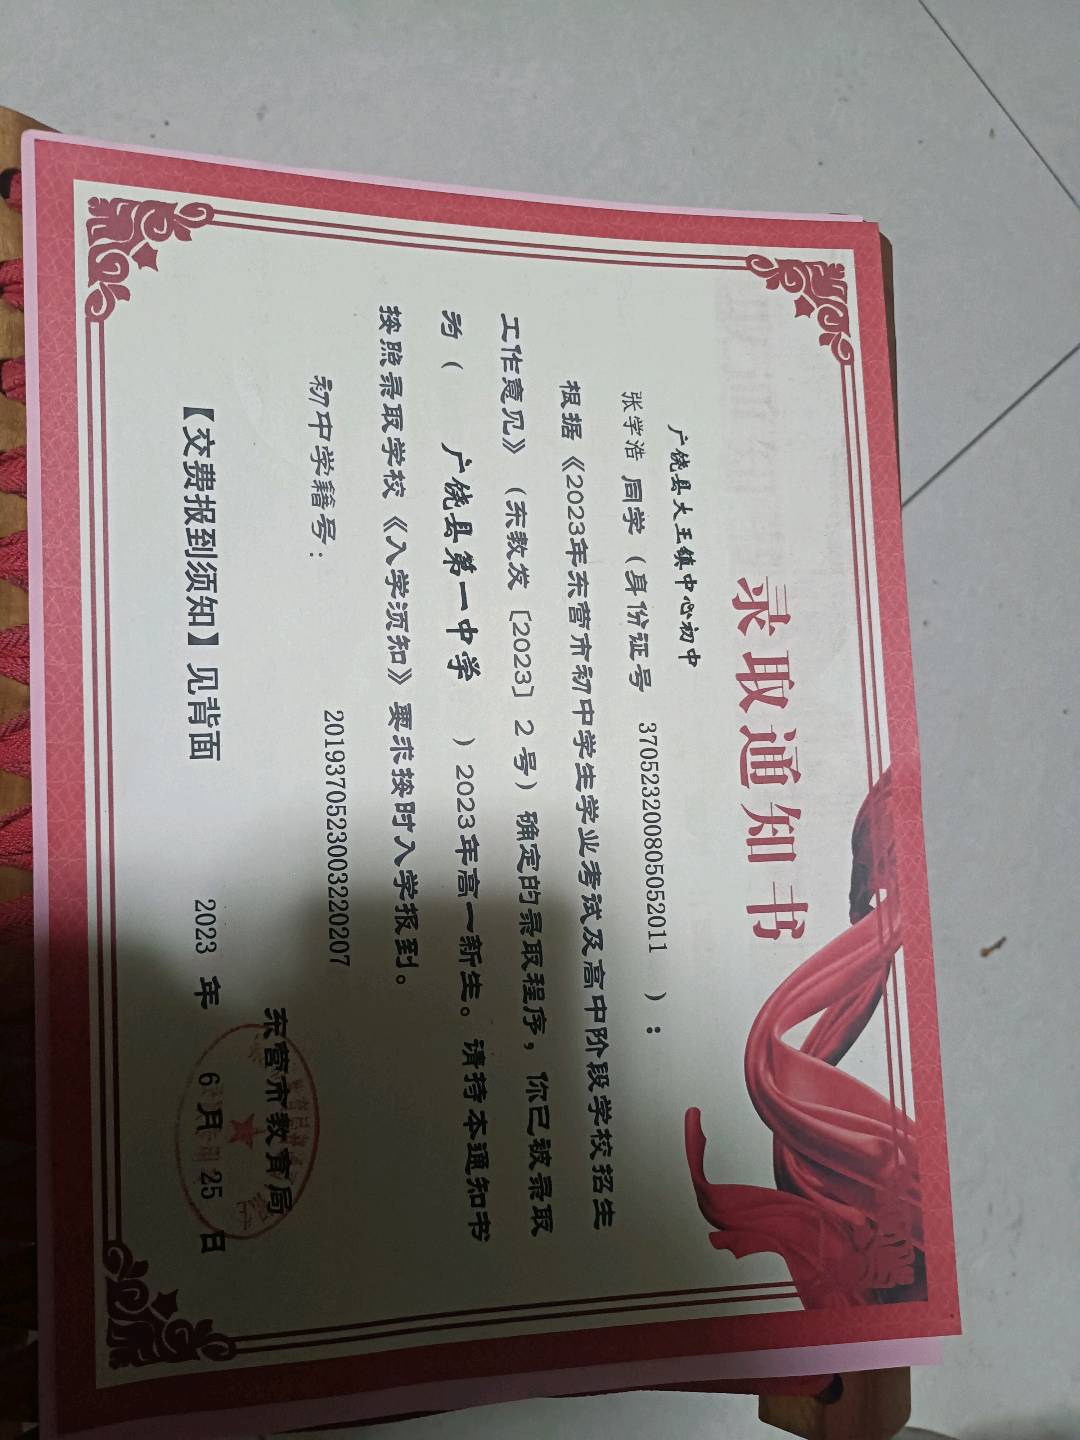 录取通知书
广饶县大王镇中心初中
张学浩 同学（身份证号 370523200805052011 ）：
根据《2023年东营市初中学生学业考试及高中阶段学校招生
工作意见》（东教发［2023］2号）确定的录取程序，你已被录取
为（ 广饶县第一中学 ）2023年高一新生。请持本通知书
按照录取学校《入学须知》要求按时入学报到。
初中学籍号： 2019370523003220207
东营市教育局
【交费报到须知】见背面 2023 年 6 月 25 日